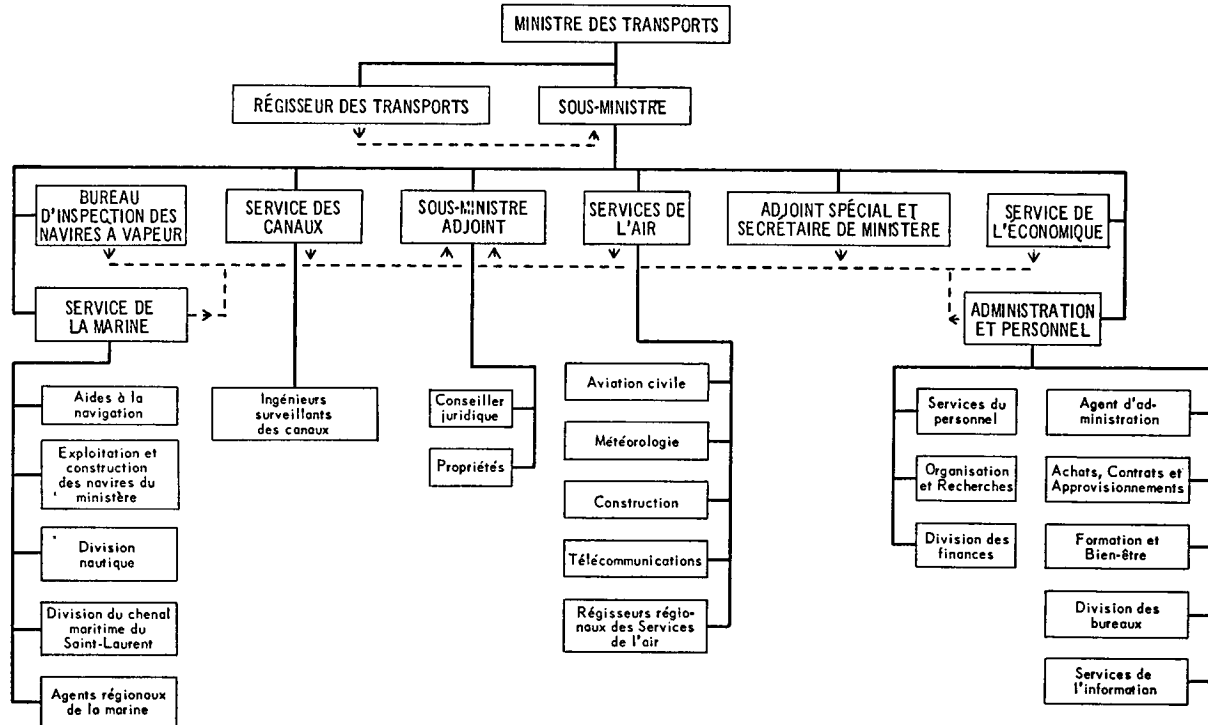 MINISTRE DES TRANSPORTS
RÉGISSEUR DES TRANSPORTS
SOUS-MINISTRE
BUREAU
D'INSPECTION DES
NAVIRES A VAPEUR
SERVICE DES
CANAUX
SOUS-MINISTRE
ADJOINT
SERVICES DE
L'AIR
ADJOINT SPÉCIAL ET
SECRÉTAIRE DE MINISTÈRE
SERVICE DE
L'ÉCONOMIQUE
SERVICE DE
LA MARINE
ADMINISTRATION
ET PERSONNEL
Aides à la
navigation
Exploitation et
construction
des navires du
ministère
Division
nautique
Division du chenal
maritime du
Saint-Laurent
Agents régionaux
de la marine
Ingénieurs
surveillants
des canaux
Conseiller
juridique
Propriétés
Aviation civile
Météorologie
Construction
Télécommunications
Régisseurs régio-
naux des Services
de l'air
Services du
personnel
Organisation
et Recherches
Division des
finances
Agent d'ad-
ministration
Achats, Contrats et
Approvisionnements
Formation et
Bien-être
Division des
bureaux
Services de
l'information